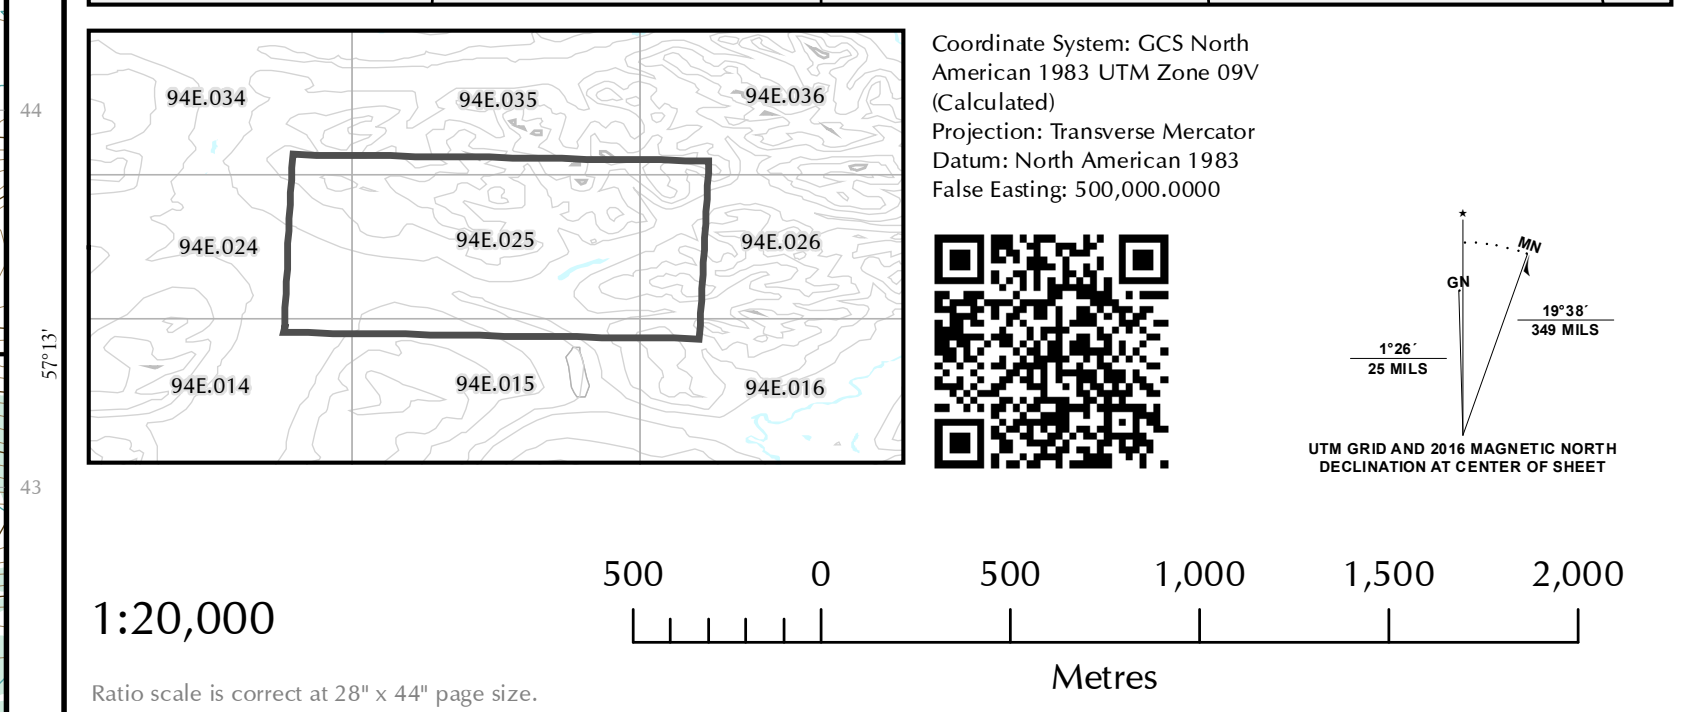 44
43
57°13'
94E.034
94E.035
94E.036
94E.024
94E.025
94E.026
94E.014
94E.015
94E.016
Coordinate System: GCS North
American 1983 UTM Zone 09V
(Calculated)
Projection: Transverse Mercator
Datum: North American 1983
False Easting: 500,000.0000
MN
GN
19°38´
349 MILS
1°26´
25 MILS
UTM GRID AND 2016 MAGNETIC NORTH
DECLINATION AT CENTER OF SHEET
500 0 500 1,000 1,500 2,000
1:20,000
Metres
Ratio scale is correct at 28" x 44" page size.